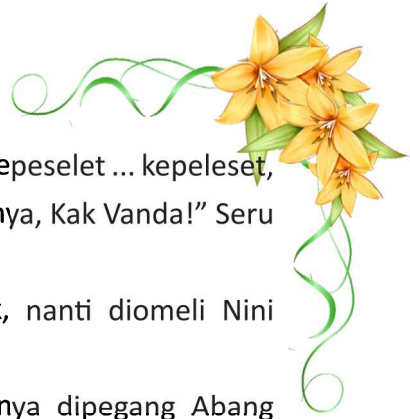 epeselet ... kepeleset,
nya, Kak Vanda!" Seru
, nanti diomeli Nini
nya dipegang Abang